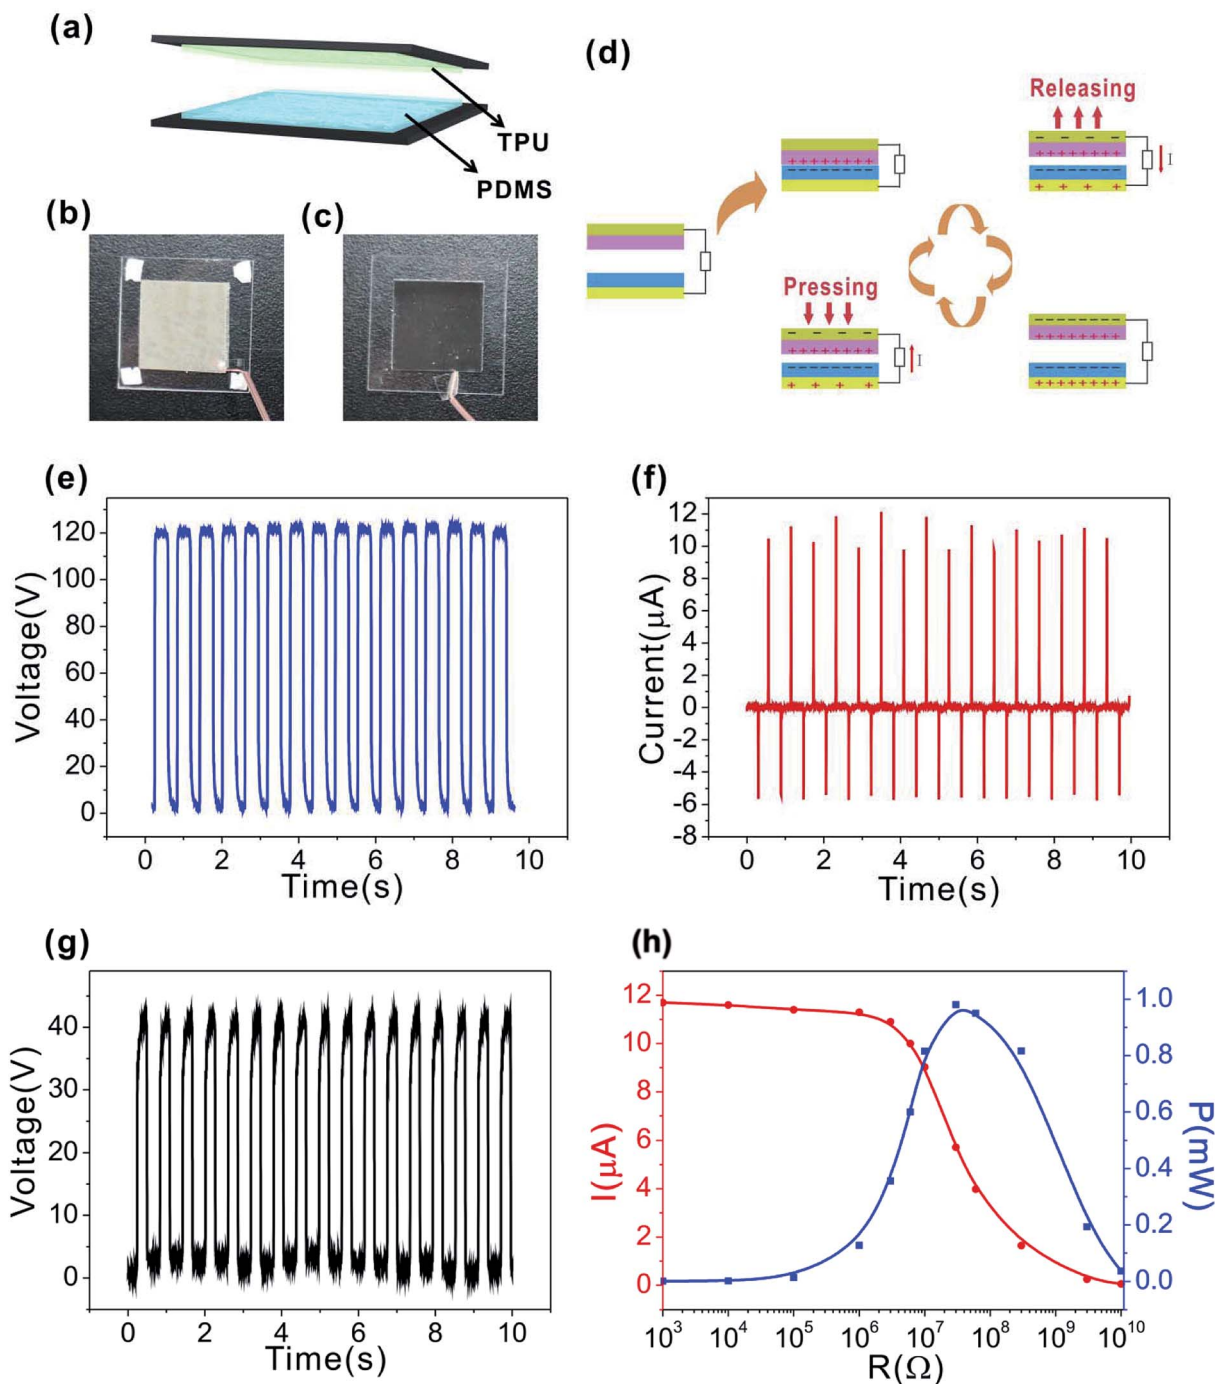 (a)
TPU
PDMS
(b)
(c)
(d)
Releasing
I
Pressing
I
(e)
Voltage(V)
120
100
80
60
40
20
0
0 2 4 6 8 10
Time(s)
(f)
Current(μA)
12
10
8
6
4
2
0
-2
-4
-6
-8
0 2 4 6 8 10
Time(s)
(g)
Voltage(V)
40
30
20
10
0
0 2 4 6 8 10
Time(s)
(h)
I(μA)
12
10
8
6
4
2
0
P(mW)
1.0
0.8
0.6
0.4
0.2
0.0
10³ 10⁴ 10⁵ 10⁶ 10⁷ 10⁸ 10⁹ 10¹⁰
R(Ω)